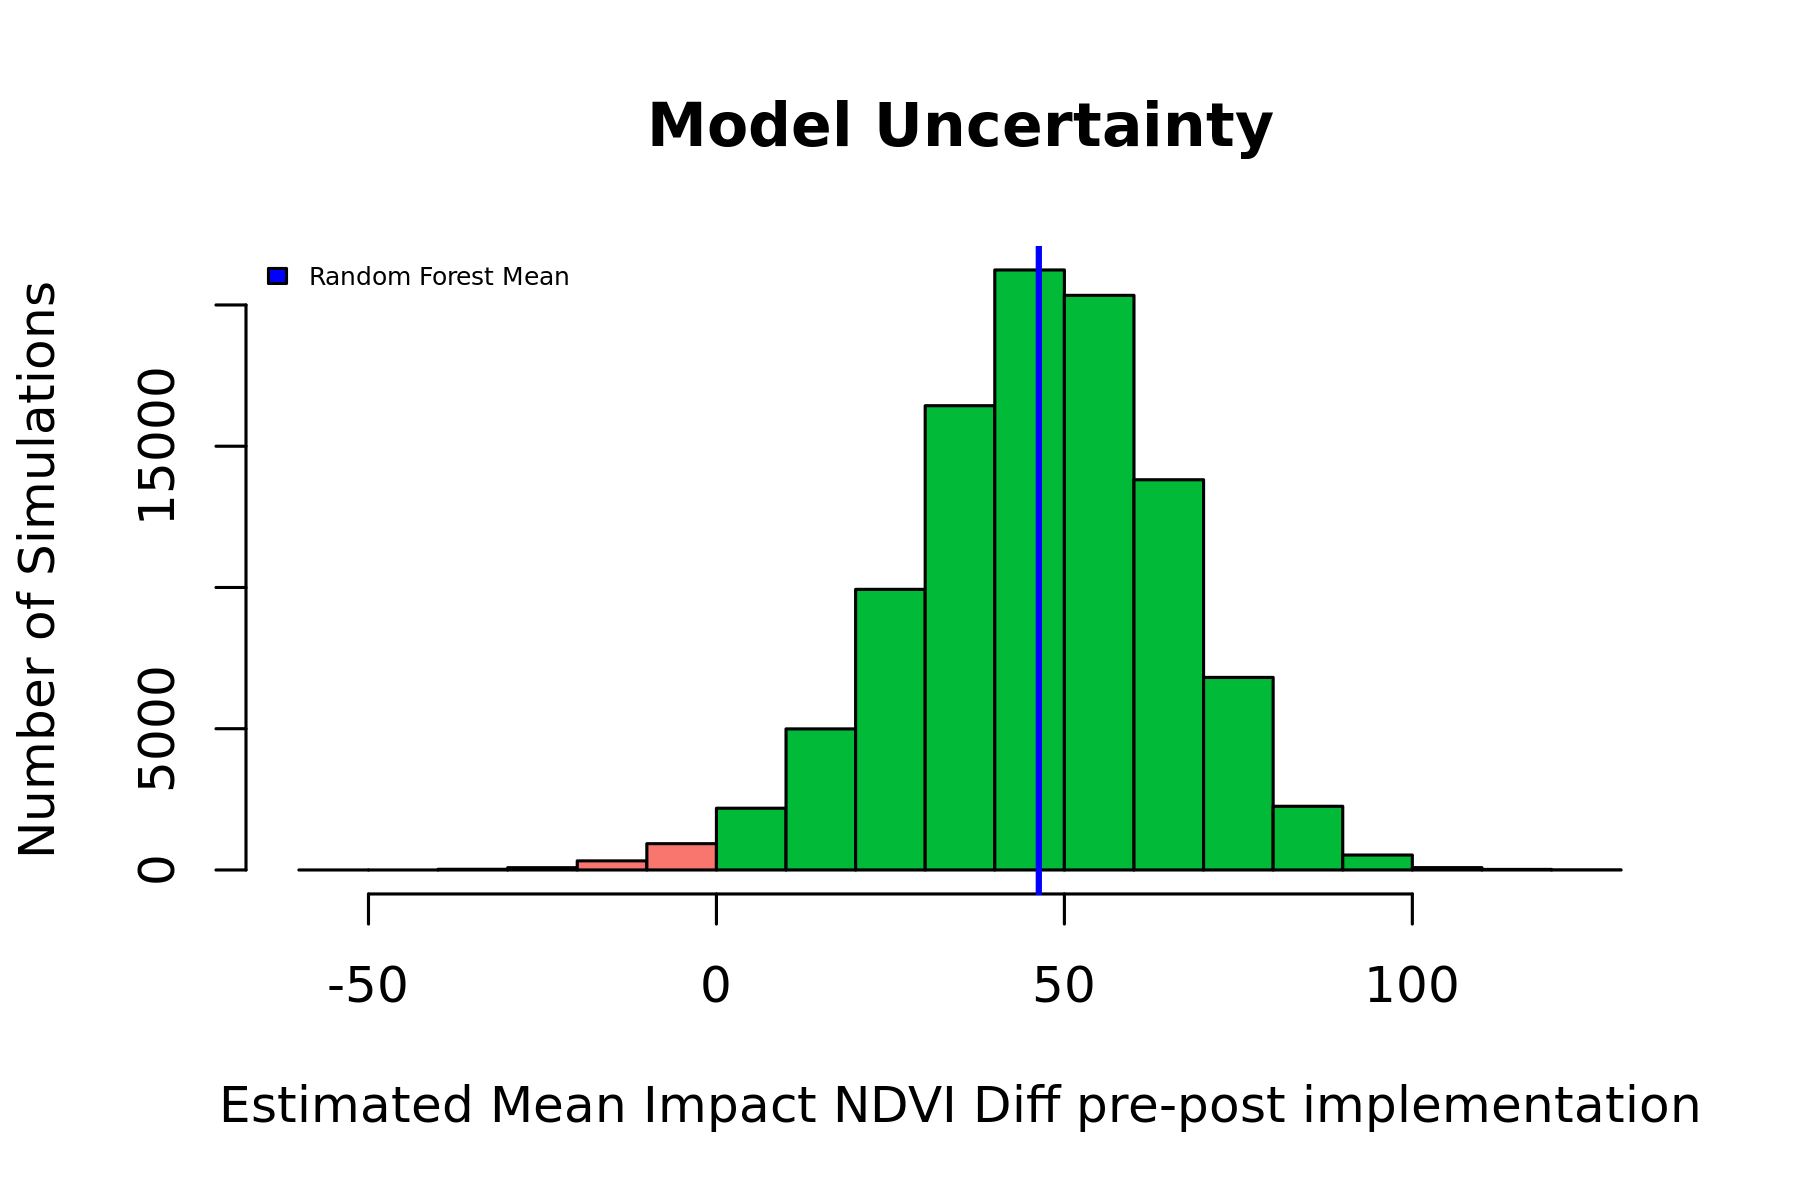 Model Uncertainty
Random Forest Mean
Number of Simulations
15000
5000
0
-50 0 50 100
Estimated Mean Impact NDVI Diff pre-post implementation